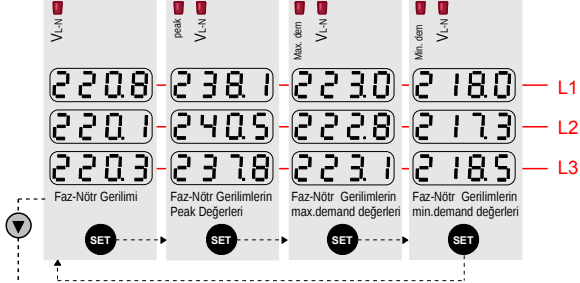 VL-N
peak VL-N
Max. dem VL-N
Min. dem VL-N
220.8 238.1 223.0 218.0 L1
220.1 240.5 222.8 217.3 L2
220.3 237.8 223.1 218.5 L3
Faz-Nötr Gerilimi
Faz-Nötr Gerilimlerin
Peak Değerleri
Faz-Nötr Gerilimlerin
max.demand değerleri
Faz-Nötr Gerilimlerin
min.demand değerleri
SET SET SET SET